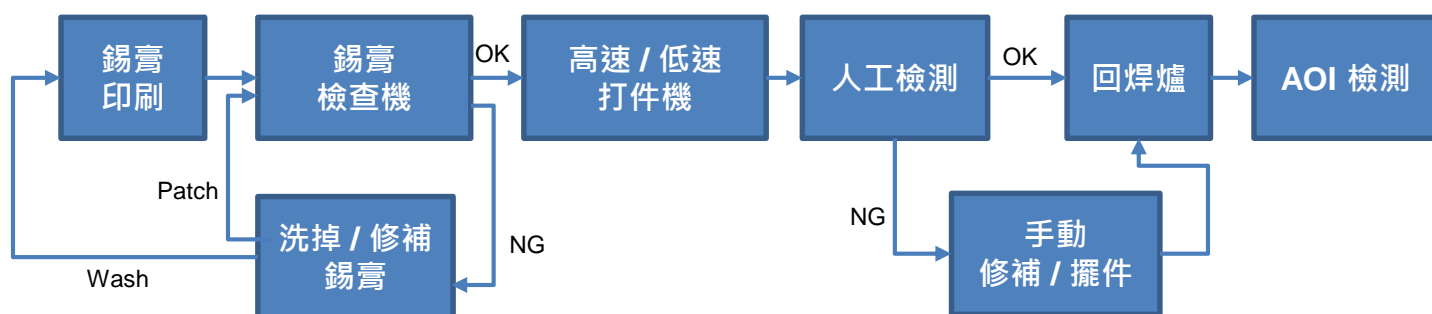 錫膏
印刷
錫膏
檢查機
OK
高速 / 低速
打件機
人工檢測
OK
回焊爐
AOI 檢測
Patch
NG
洗掉 / 修補
錫膏
Wash
NG
手動
修補 / 擺件